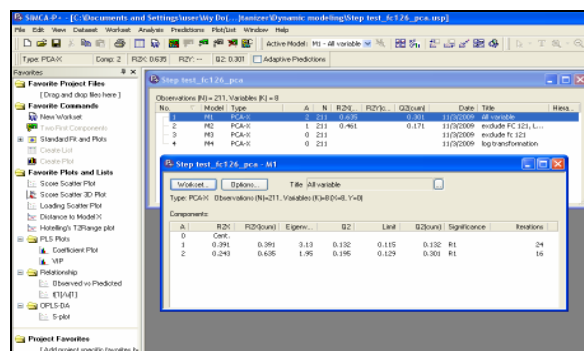 SIMCA-P+ - [C:\Documents and Settings\user\My Do[...]tamizer\Dynamic modeling\Step test_fc126_pca.usp]
File Edit View Dataset Workset Analysis Predictions Plot/List Window Help
Active Model: M1 - All variable
Type: PCA-X Comp: 2 R2X: 0.635 R2Y: -- Q2: 0.301 Adaptive Predictions
Favorites
Favorite Project Files
[ Drag and drop files here ]
Favorite Commands
New Workset
Two First Components
Standard Fit and Plots
Create List
Create Plot
Favorite Plots and Lists
Score Scatter Plot
Score Scatter 3D Plot
Loading Scatter Plot
Distance to Model X
Hotelling's T2Range plot
PLS Plots
Coefficient Plot
VIP
Relationship
Observed vs Predicted
t[1]/u[1]
OPLS-DA
S-plot
Project Favorites
Step test_fc126_pca
Observations (N) = 211, Variables (K) = 8
No. Model Type A N R2X(... R2Y(c... Q2(cum) Date Title Hiera...
1 M1 PCA-X 2 211 0.635 0.301 11/3/2009 All variable
2 M2 PCA-X 1 211 0.461 0.171 11/3/2009 exclude FC 121, L...
3 M3 PCA-X 0 211 11/3/2009 exclude fc 121
4 M4 PCA-X 0 211 11/3/2009 log transformation
Step test_fc126_pca - M1
Workset... Options... Title All variable ...
Type: PCA-X Observations (N)=211, Variables (K)=8 (X=8, Y=0)
Components:
A R2X R2X(cum) Eigenv... Q2 Limit Q2(cum) Significance Iterations
0 Cent.
1 0.391 0.391 3.13 0.132 0.115 0.132 R1 24
2 0.243 0.635 1.95 0.195 0.129 0.301 R1 16